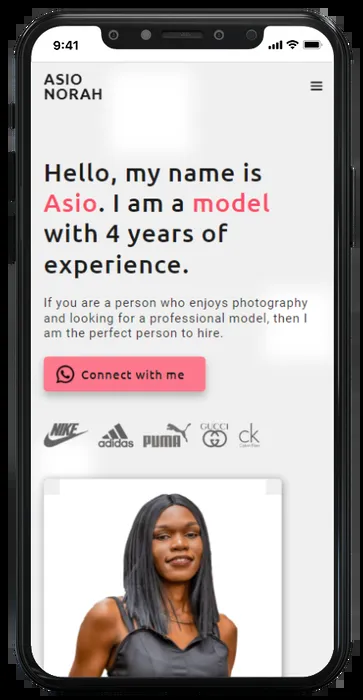 9:41
ASIO
NORAH
Hello, my name is
Asio. I am a model
with 4 years of
experience.
If you are a person who enjoys photography
and looking for a professional model, then I
am the perfect person to hire.
Connect with me
NIKE adidas PUMA GUCCI ck
Calvin Klein